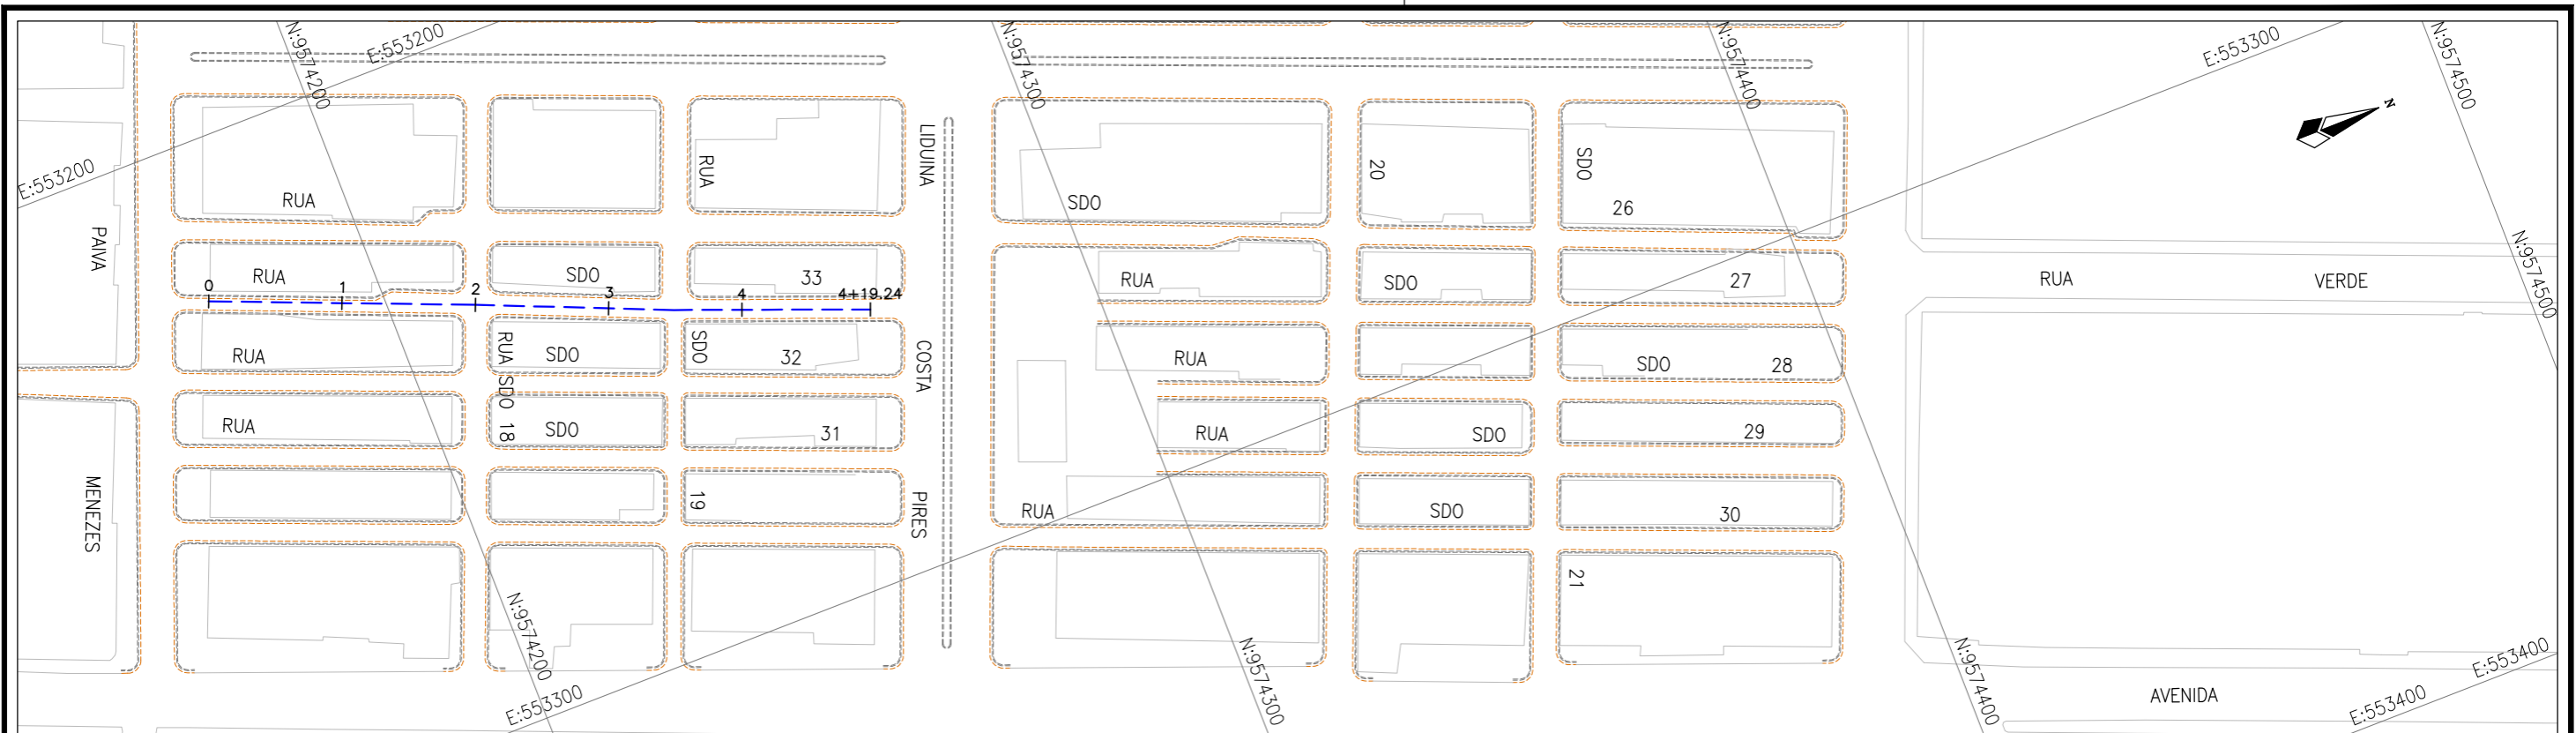 N:9574200
E:553200
N:9574300
N:9574400
E:553300
N:9574500
N
E:553200
RUA
RUA
LIDUINA
SDO
20
SDO
26
PAIVA
RUA
SDO
33
RUA
SDO
27
RUA
VERDE
N:9574500
0
1
2
3
4
4+19.24
RUA
RUA
SDO
SDO
32
COSTA
RUA
SDO
28
SDO
RUA
18
SDO
31
RUA
SDO
29
MENEZES
19
PIRES
RUA
SDO
30
21
N:9574200
E:553300
N:9574300
N:9574400
AVENIDA
E:553400
E:553400